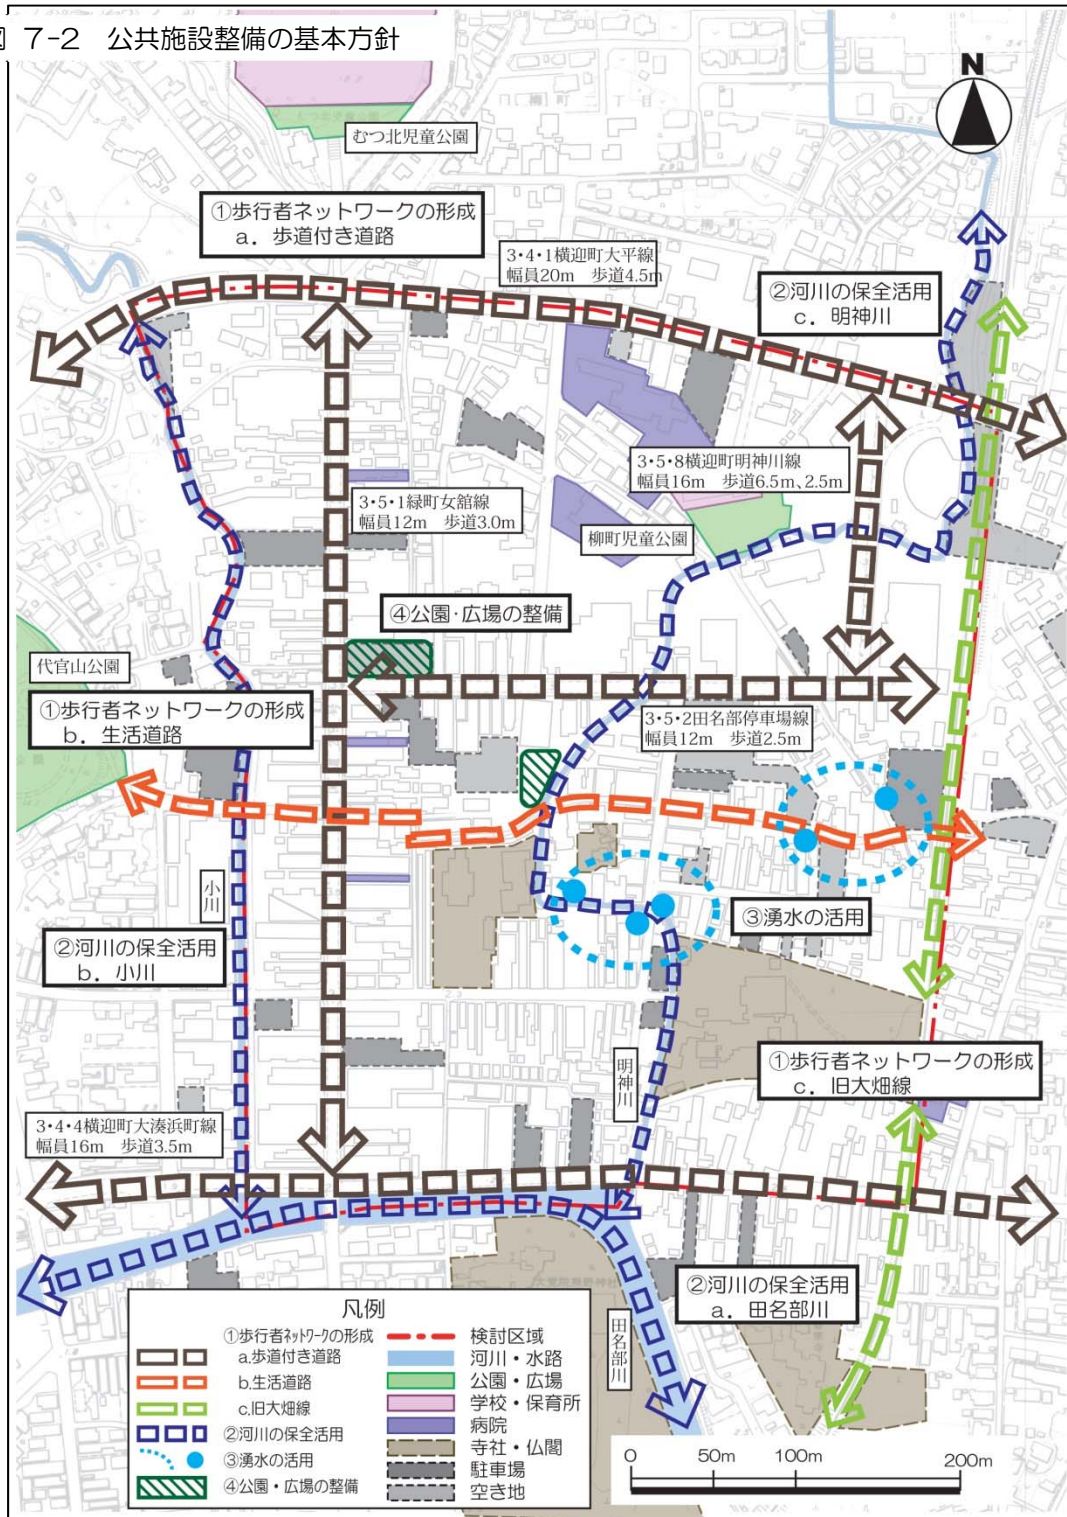 図 7-2 公共施設整備の基本方針
N
むつ北児童公園
①歩行者ネットワークの形成
a. 歩道付き道路
3・4・1横迎町大平線
幅員20m 歩道4.5m
②河川の保全活用
c. 明神川
3・5・8横迎町明神川線
幅員16m 歩道6.5m、2.5m
3・5・1緑町女舘線
幅員12m 歩道3.0m
柳町児童公園
④公園・広場の整備
代官山公園
①歩行者ネットワークの形成
b. 生活道路
3・5・2田名部停車場線
幅員12m 歩道2.5m
小川
③湧水の活用
②河川の保全活用
b. 小川
明神川
①歩行者ネットワークの形成
c. 旧大畑線
3・4・4横迎町大湊浜町線
幅員16m 歩道3.5m
②河川の保全活用
a. 田名部川
田名部川
凡例
①歩行者ネットワークの形成
a.歩道付き道路
b.生活道路
c.旧大畑線
②河川の保全活用
③湧水の活用
④公園・広場の整備
検討区域
河川・水路
公園・広場
学校・保育所
病院
寺社・仏閣
駐車場
空き地
0 50m 100m 200m